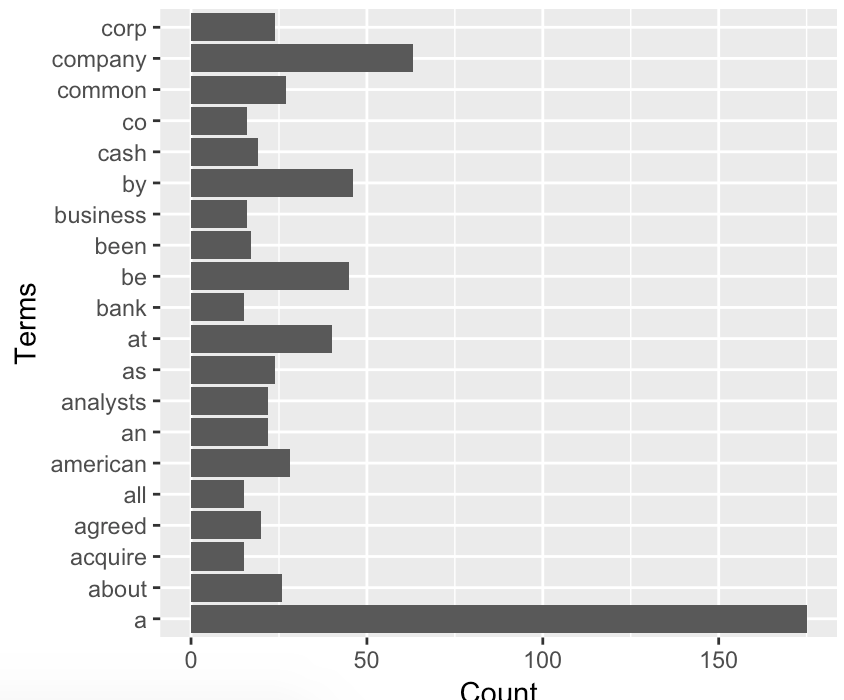 corp
company
common
co
cash
by
business
been
be
bank
at
as
analysts
an
american
all
agreed
acquire
about
a
Terms
0 50 100 150
Count